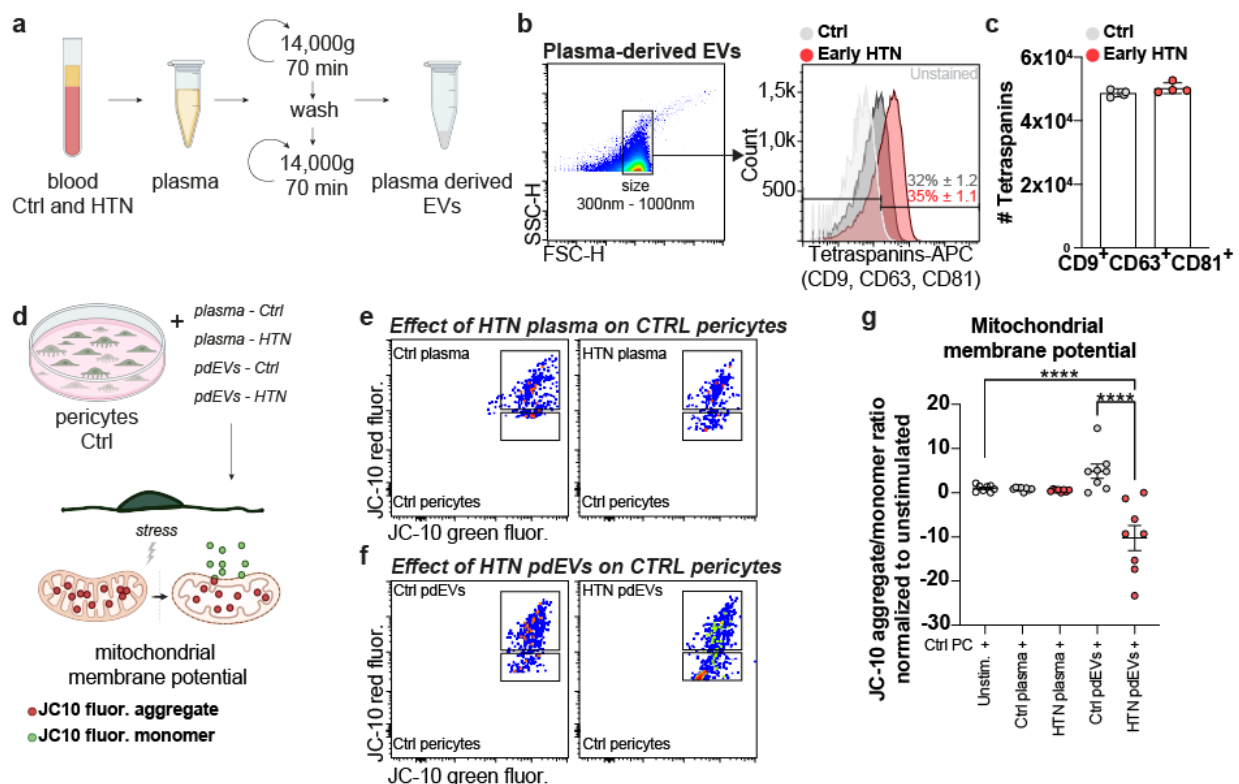 a
14,000g
70 min
wash
14,000g
70 min
blood
Ctrl and HTN
plasma
plasma derived
EVs
b
Plasma-derived EVs
SSC-H
FSC-H
size
300nm - 1000nm
Ctrl
Early HTN
Unstained
Count
1,5k
1,0k
500
32% ± 1.2
35% ± 1.1
Tetraspanins-APC
(CD9, CD63, CD81)
c
Ctrl
Early HTN
# Tetraspanins
6x10⁴
4x10⁴
2x10⁴
0
CD9⁺CD63⁺CD81⁺
d
+
plasma - Ctrl
plasma - HTN
pdEVs - Ctrl
pdEVs - HTN
pericytes
Ctrl
stress
mitochondrial
membrane potential
JC10 fluor. aggregate
JC10 fluor. monomer
e
Effect of HTN plasma on CTRL pericytes
Ctrl plasma
HTN plasma
JC-10 red fluor.
Ctrl pericytes
Ctrl pericytes
JC-10 green fluor.
f
Effect of HTN pdEVs on CTRL pericytes
Ctrl pdEVs
HTN pdEVs
JC-10 red fluor.
Ctrl pericytes
Ctrl pericytes
JC-10 green fluor.
g
Mitochondrial
membrane potential
****
****
JC-10 aggregate/monomer ratio
normalized to unstimulated
20
10
0
-10
-20
-30
Ctrl PC + + + + +
Unstim.
Ctrl plasma
HTN plasma
Ctrl pdEVs
HTN pdEVs